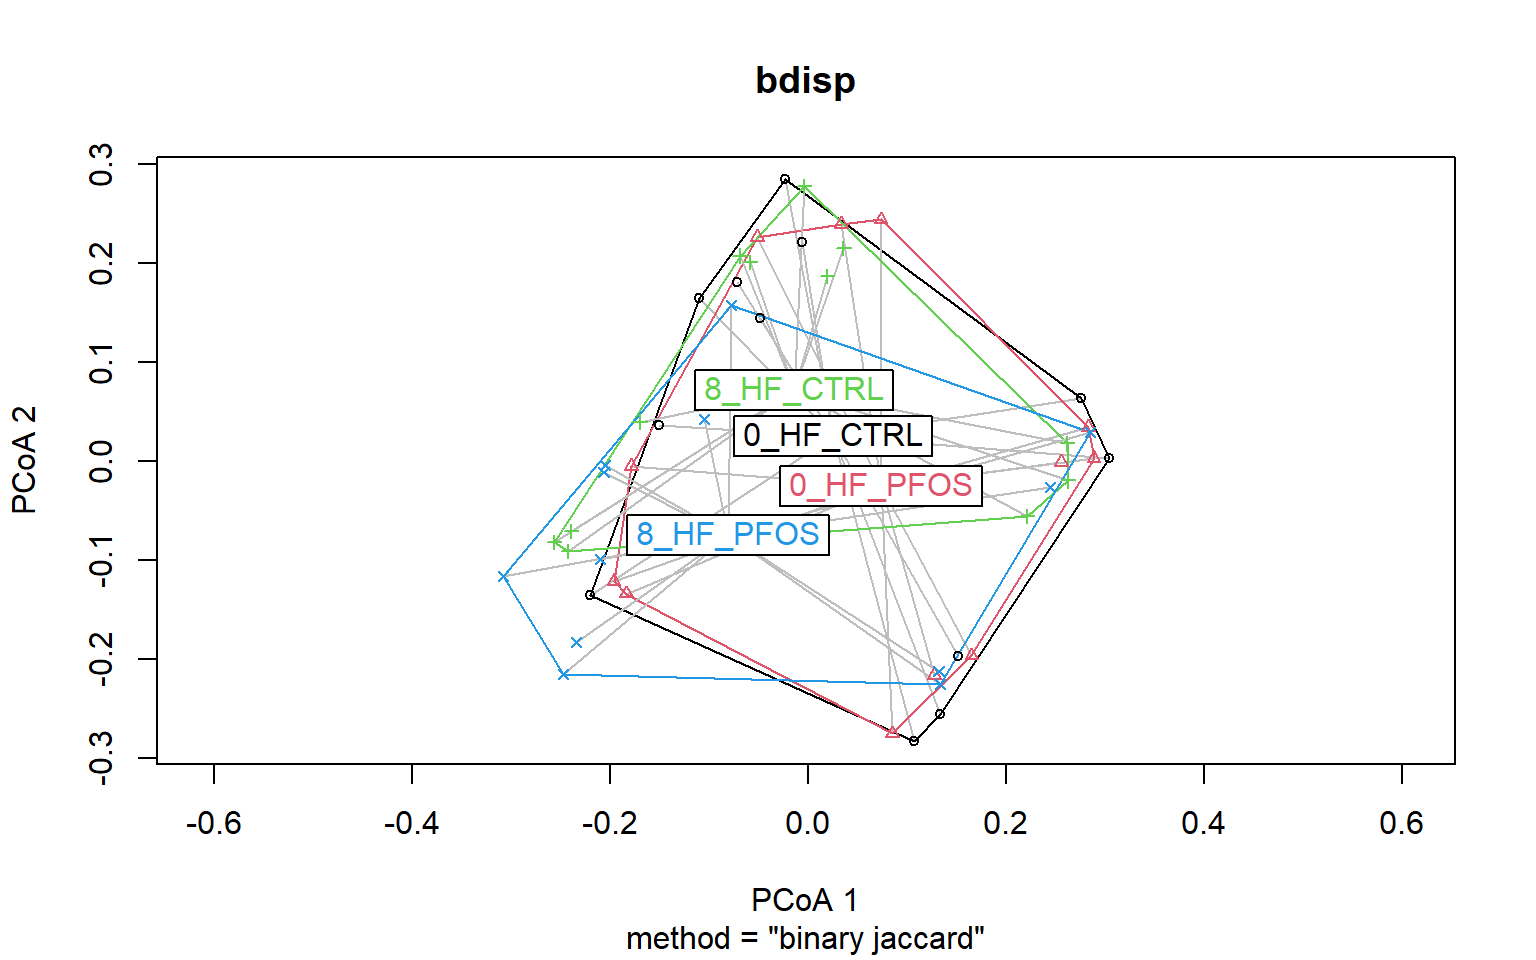 bdisp
0.3
0.2
0.1
0.0
-0.1
-0.2
-0.3
PCoA 2
8_HF_CTRL
0_HF_CTRL
0_HF_PFOS
8_HF_PFOS
-0.6 -0.4 -0.2 0.0 0.2 0.4 0.6
PCoA 1
method = "binary jaccard"